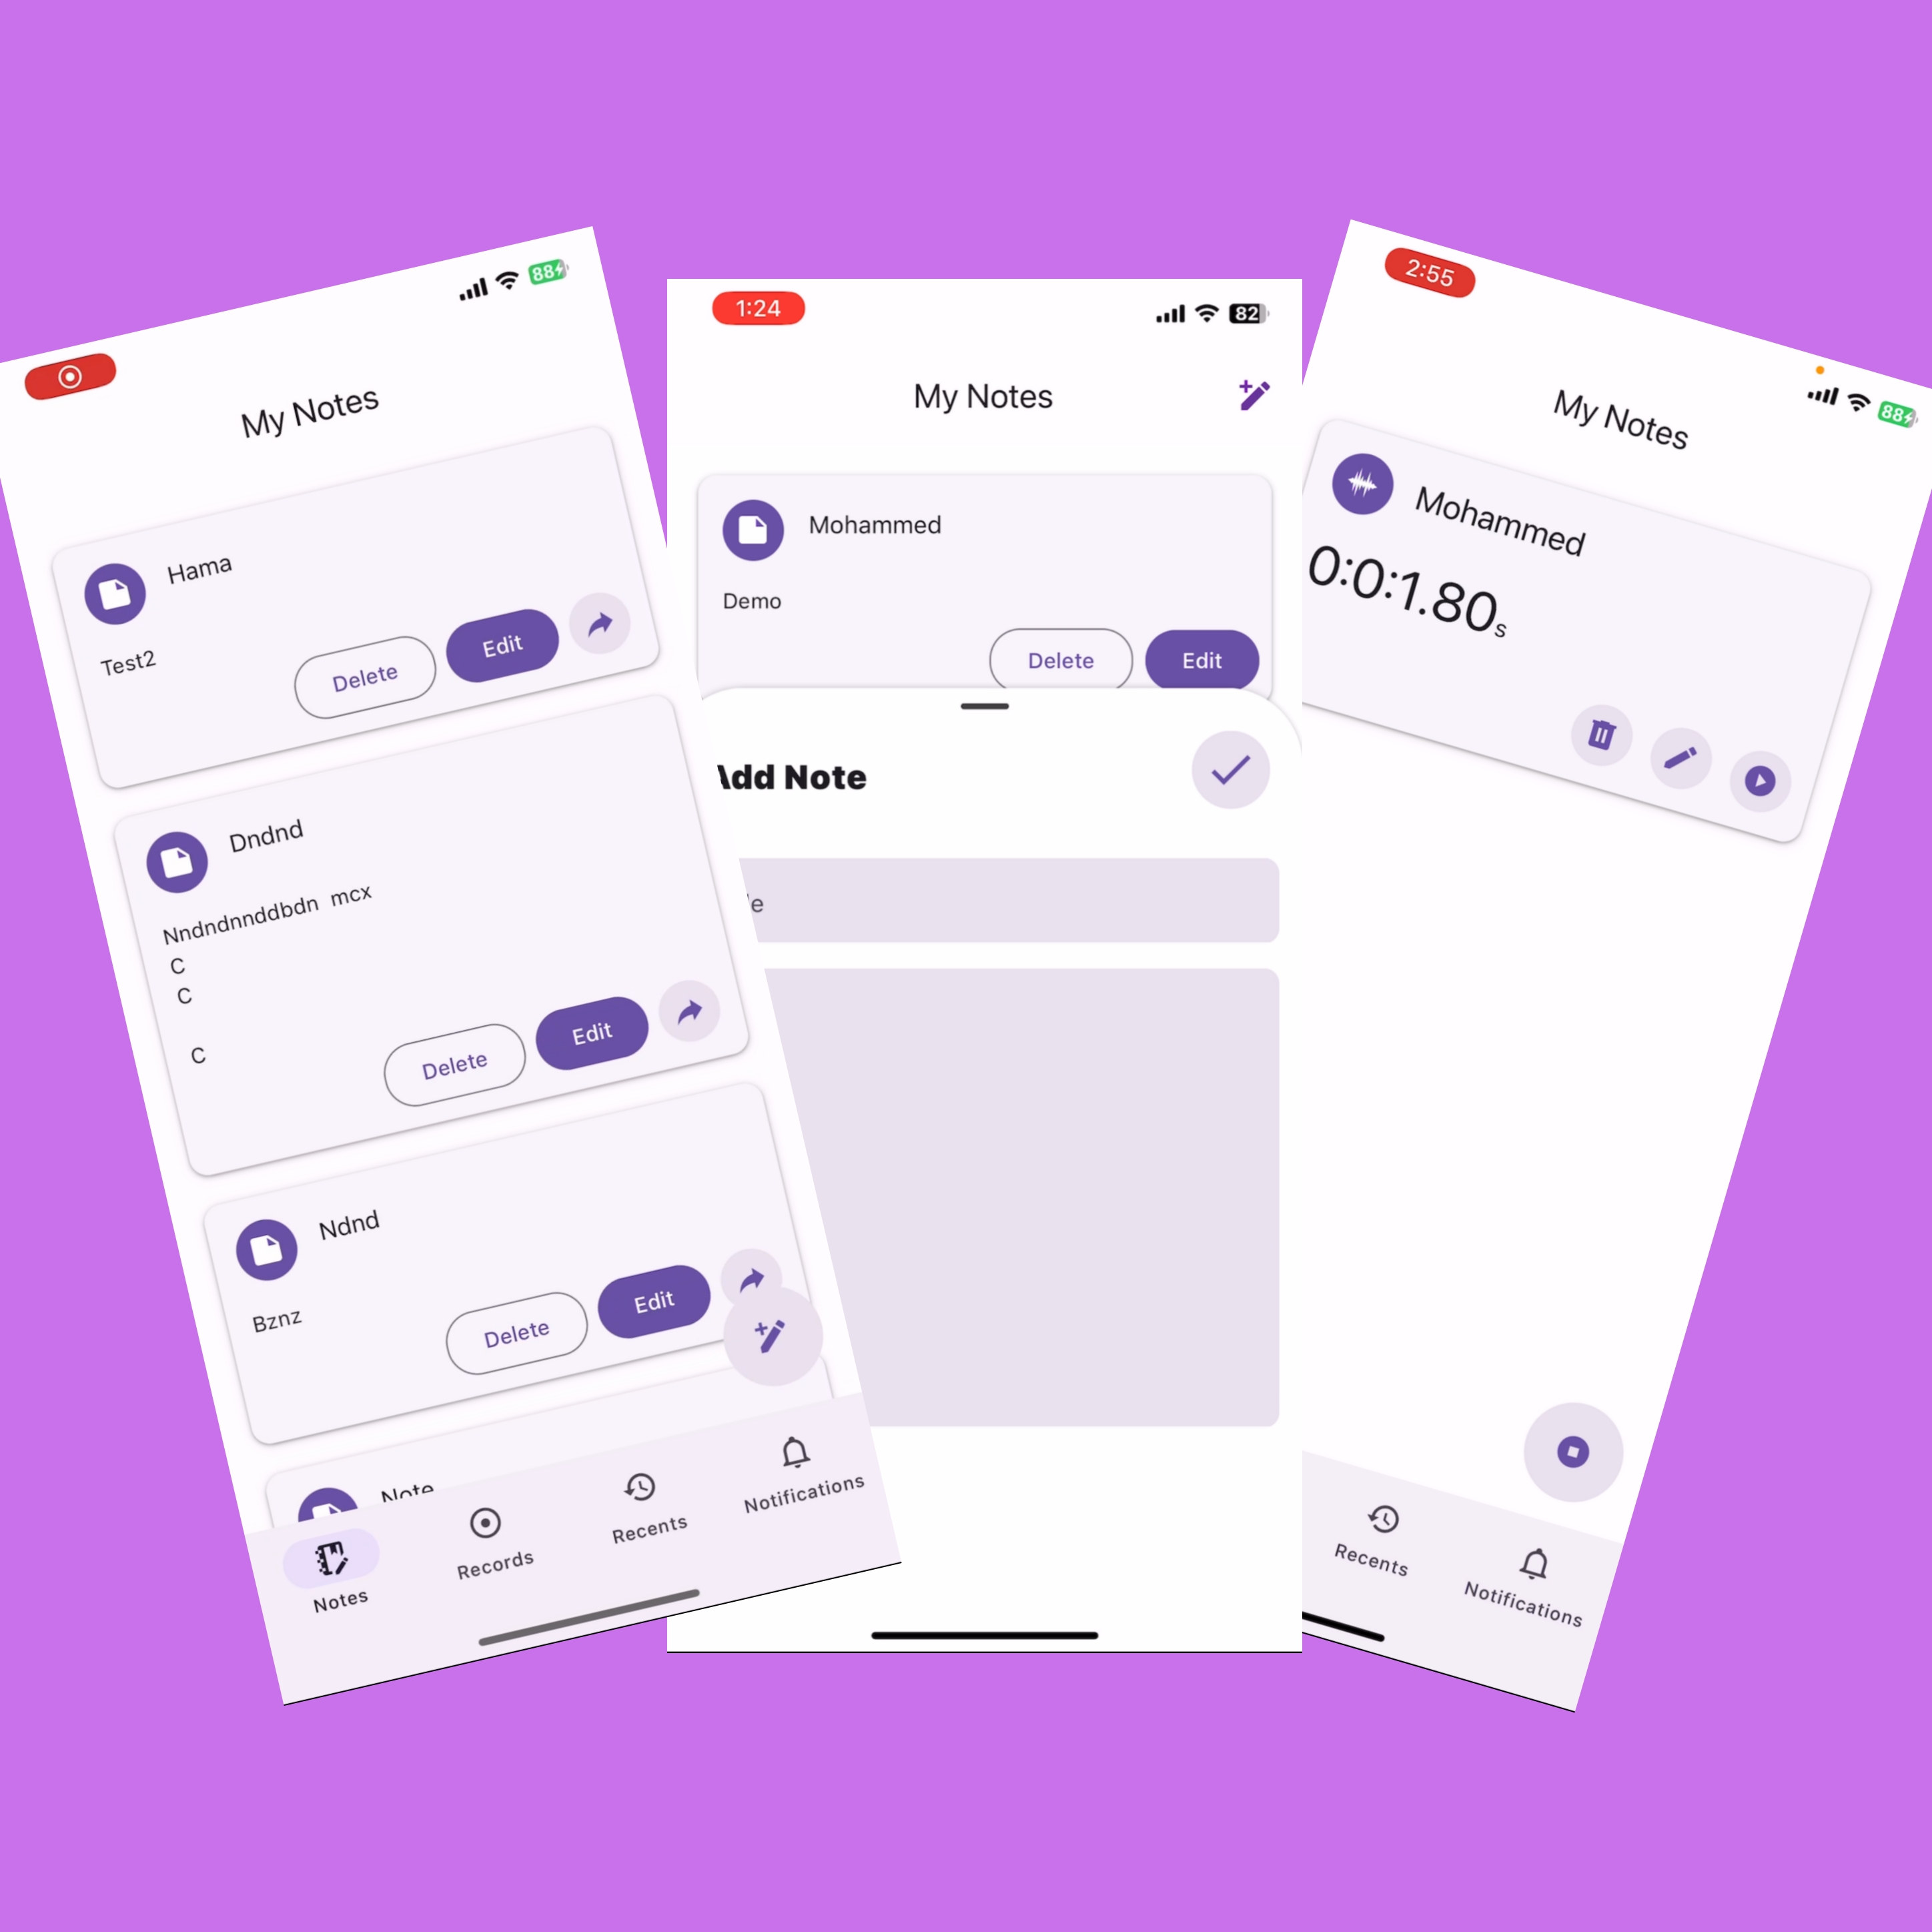 88
My Notes
Hama
Test2
Delete
Edit
Dndnd
Nndndnnddbdn mcx
C
C
C
Delete
Edit
Ndnd
Bznz
Delete
Edit
Note
Notes
Records
Recents
Notifications
1:24
82
My Notes
Mohammed
Demo
Delete
Edit
Add Note
le
2:55
88
My Notes
Mohammed
0:0:1.80s
Recents
Notifications